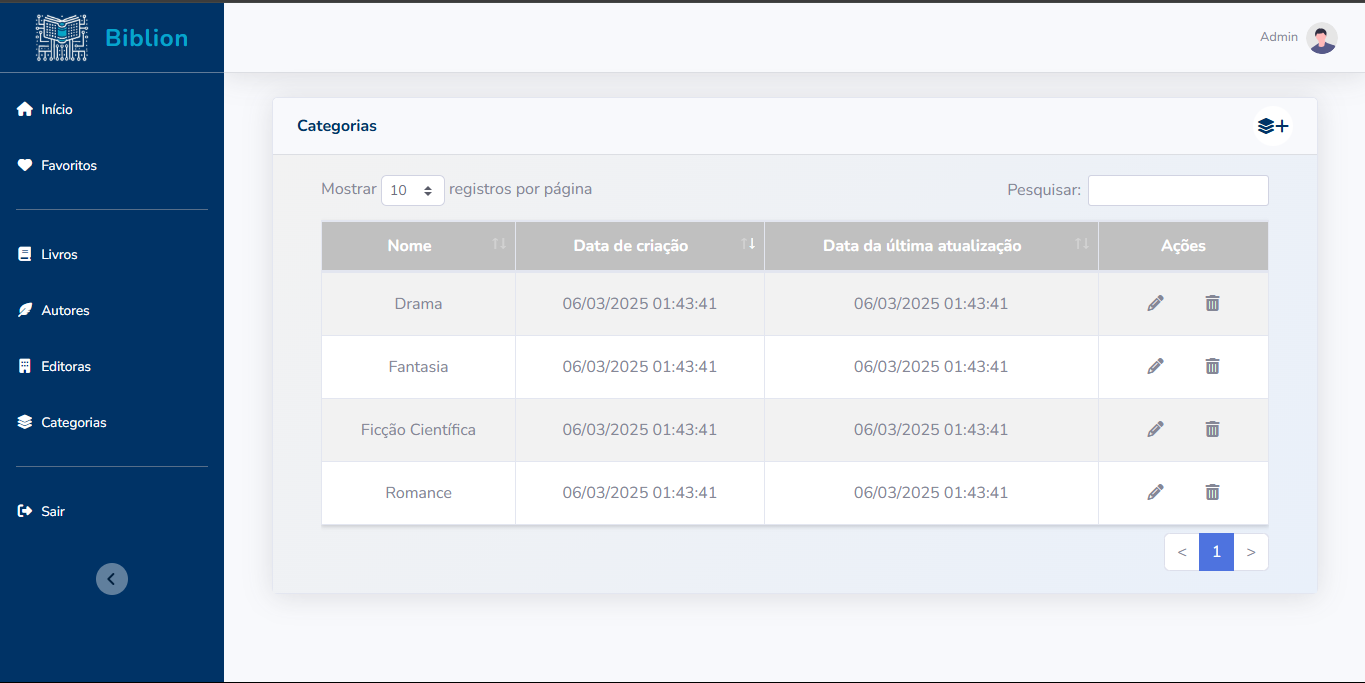 Biblion
Admin
Início
Favoritos
Livros
Autores
Editoras
Categorias
Sair
Categorias
Mostrar 10 registros por página
Pesquisar:
Nome Data de criação Data da última atualização Ações
Drama 06/03/2025 01:43:41 06/03/2025 01:43:41
Fantasia 06/03/2025 01:43:41 06/03/2025 01:43:41
Ficção Científica 06/03/2025 01:43:41 06/03/2025 01:43:41
Romance 06/03/2025 01:43:41 06/03/2025 01:43:41
< 1 >